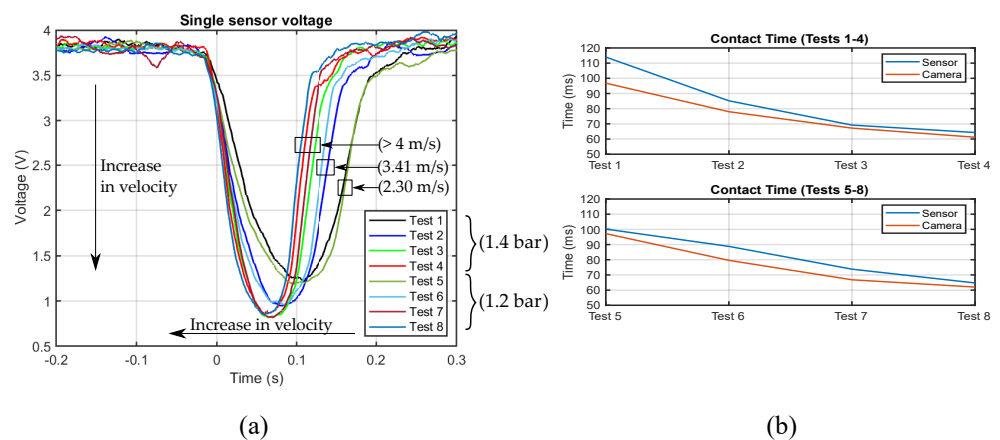 Single sensor voltage
4
3.5
3
2.5
2
1.5
1
0.5
Voltage (V)
-0.2
-0.1
0
0.1
0.2
0.3
Time (s)
Increase
in velocity
(> 4 m/s)
(3.41 m/s)
(2.30 m/s)
Test 1
Test 2
Test 3
Test 4
Test 5
Test 6
Test 7
Test 8
(1.4 bar)
(1.2 bar)
Increase in velocity
(a)
Contact Time (Tests 1-4)
120
110
100
90
80
70
60
50
Time (ms)
Sensor
Camera
Test 1
Test 2
Test 3
Test 4
Contact Time (Tests 5-8)
120
110
100
90
80
70
60
50
Time (ms)
Sensor
Camera
Test 5
Test 6
Test 7
Test 8
(b)